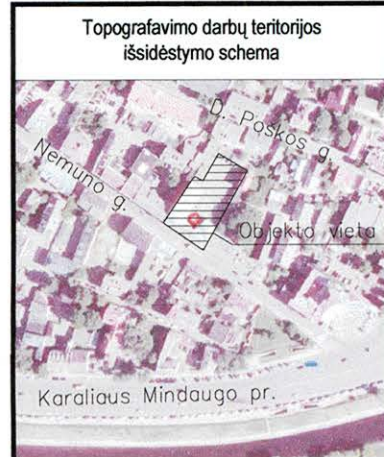 Topografavimo darbų teritorijos
išsidėstymo schema
D. Poškos g.
Nemuno g.
Objekto vieta
Karaliaus Mindaugo pr.